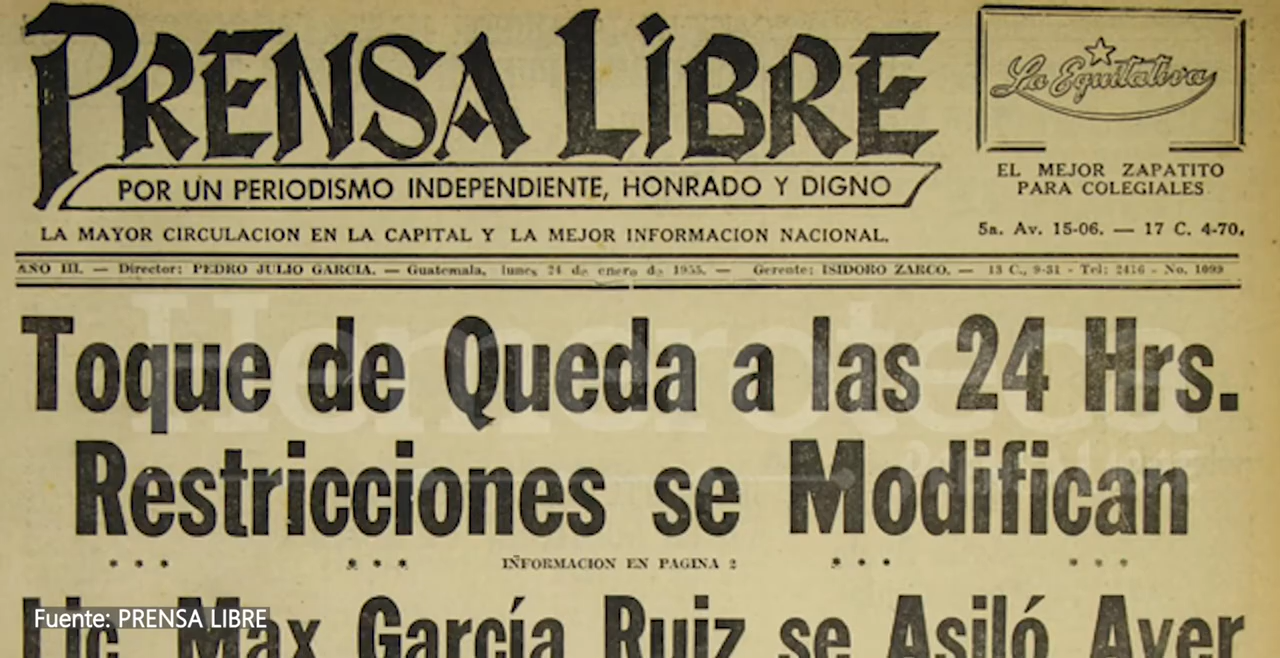 PRENSA LIBRE
POR UN PERIODISMO INDEPENDIENTE, HONRADO Y DIGNO
LA MAYOR CIRCULACION EN LA CAPITAL Y LA MEJOR INFORMACION NACIONAL.
La Equitativa
EL MEJOR ZAPATITO
PARA COLEGIALES
5a. Av. 15-06. — 17 C. 4-70.
AÑO III. — Director: PEDRO JULIO GARCIA. — Guatemala, lunes 24 de enero de 1955. — Gerente: ISIDORO ZARCO. — 13 C., 9-31 - Tel: 2416 - No. 1099
Toque de Queda a las 24 Hrs.
Restricciones se Modifican
INFORMACION EN PAGINA 2
Lic. Max García Ruiz se Asiló Ayer
Hemeroteca
Fuente: PRENSA LIBRE